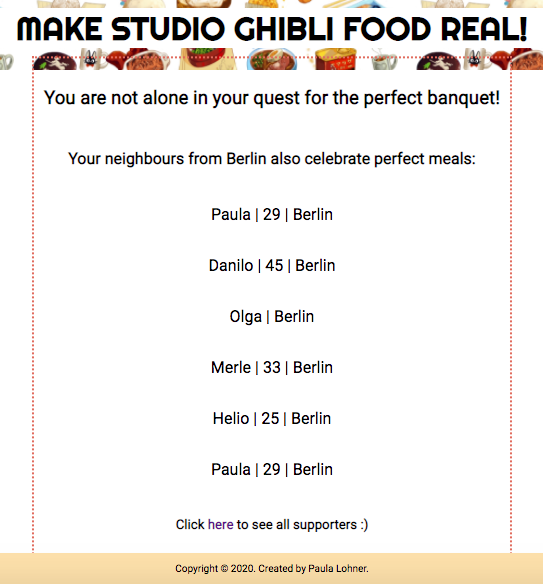 MAKE STUDIO GHIBLI FOOD REAL!
You are not alone in your quest for the perfect banquet!
Your neighbours from Berlin also celebrate perfect meals:
Paula | 29 | Berlin
Danilo | 45 | Berlin
Olga | Berlin
Merle | 33 | Berlin
Helio | 25 | Berlin
Paula | 29 | Berlin
Click here to see all supporters :)
Copyright © 2020. Created by Paula Lohner.